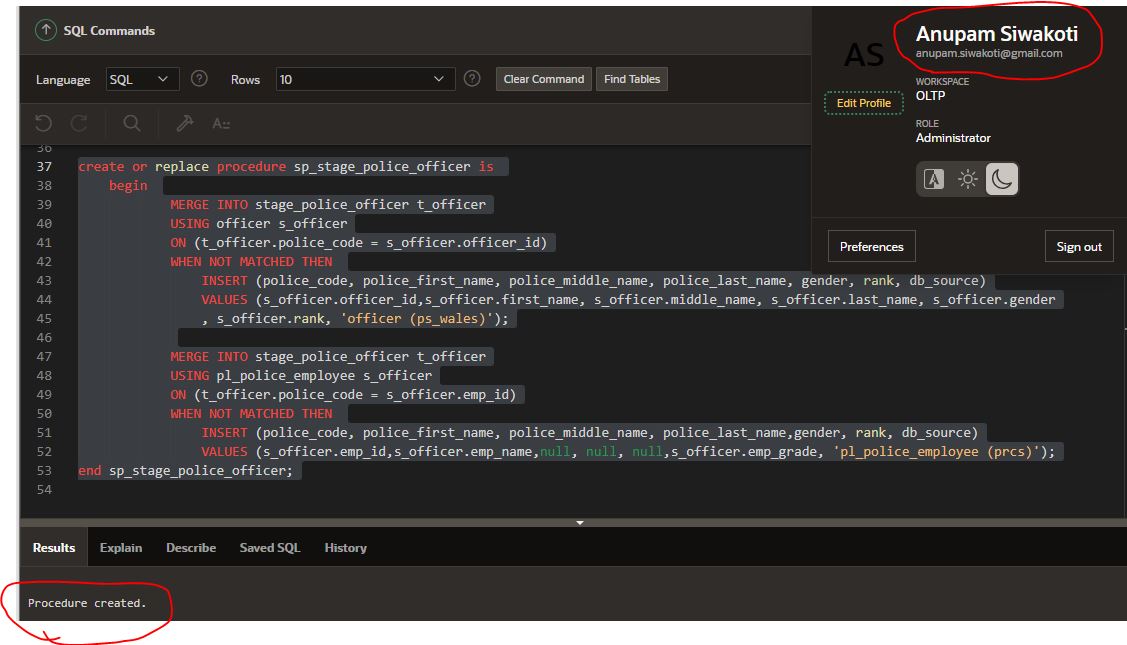 SQL Commands
Language SQL Rows 10 Clear Command Find Tables
AS
Anupam Siwakoti
anupam.siwakoti@gmail.com
Edit Profile
WORKSPACE
OLTP
ROLE
Administrator
Preferences Sign out
36
37 create or replace procedure sp_stage_police_officer is
38 begin
39 MERGE INTO stage_police_officer t_officer
40 USING officer s_officer
41 ON (t_officer.police_code = s_officer.officer_id)
42 WHEN NOT MATCHED THEN
43 INSERT (police_code, police_first_name, police_middle_name, police_last_name, gender, rank, db_source)
44 VALUES (s_officer.officer_id,s_officer.first_name, s_officer.middle_name, s_officer.last_name, s_officer.gender
45 , s_officer.rank, 'officer (ps_wales)');
46
47 MERGE INTO stage_police_officer t_officer
48 USING pl_police_employee s_officer
49 ON (t_officer.police_code = s_officer.emp_id)
50 WHEN NOT MATCHED THEN
51 INSERT (police_code, police_first_name, police_middle_name, police_last_name,gender, rank, db_source)
52 VALUES (s_officer.emp_id,s_officer.emp_name,null, null, null,s_officer.emp_grade, 'pl_police_employee (prcs)');
53 end sp_stage_police_officer;
54
Results Explain Describe Saved SQL History
Procedure created.